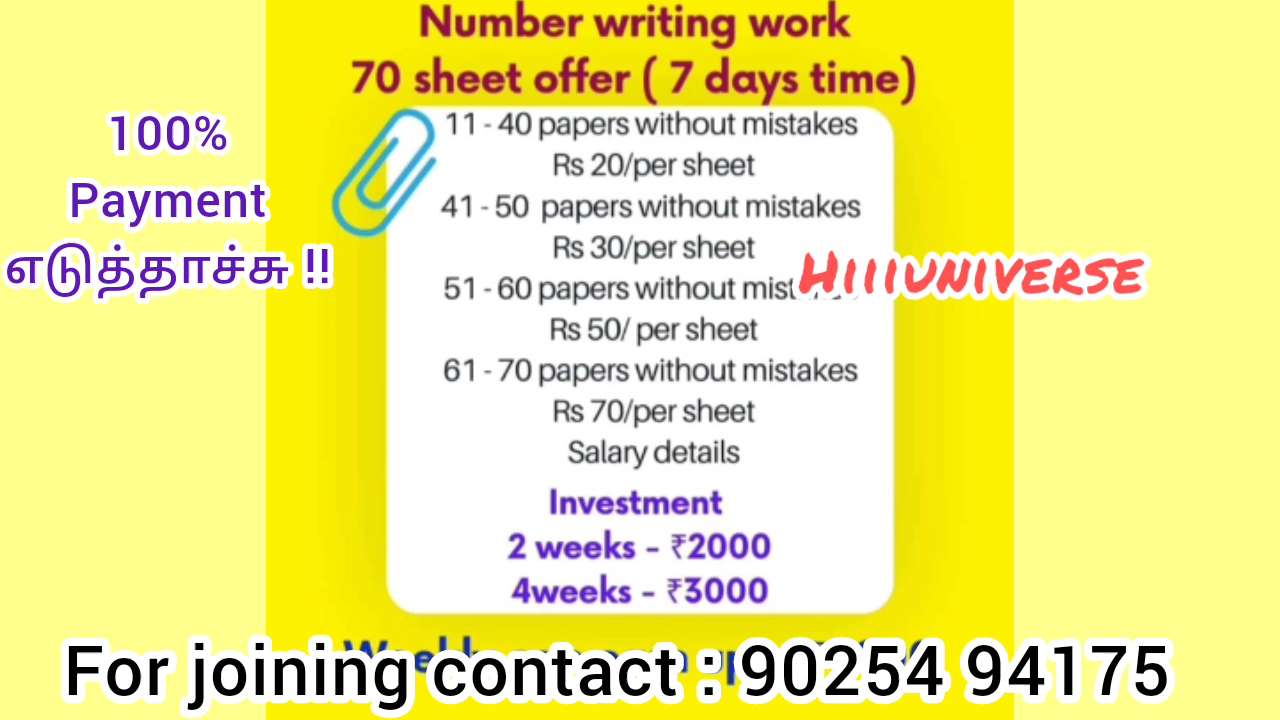 Number writing work
70 sheet offer ( 7 days time)
100%
Payment
எடுத்தாச்சு !!
11 - 40 papers without mistakes
Rs 20/per sheet
41 - 50 papers without mistakes
Rs 30/per sheet
51 - 60 papers without
Hiiiuniverse
Rs 50/ per sheet
61 - 70 papers without mistakes
Rs 70/per sheet
Salary details
Investment
2 weeks - ₹2000
4weeks - ₹3000
For joining contact : 90254 94175